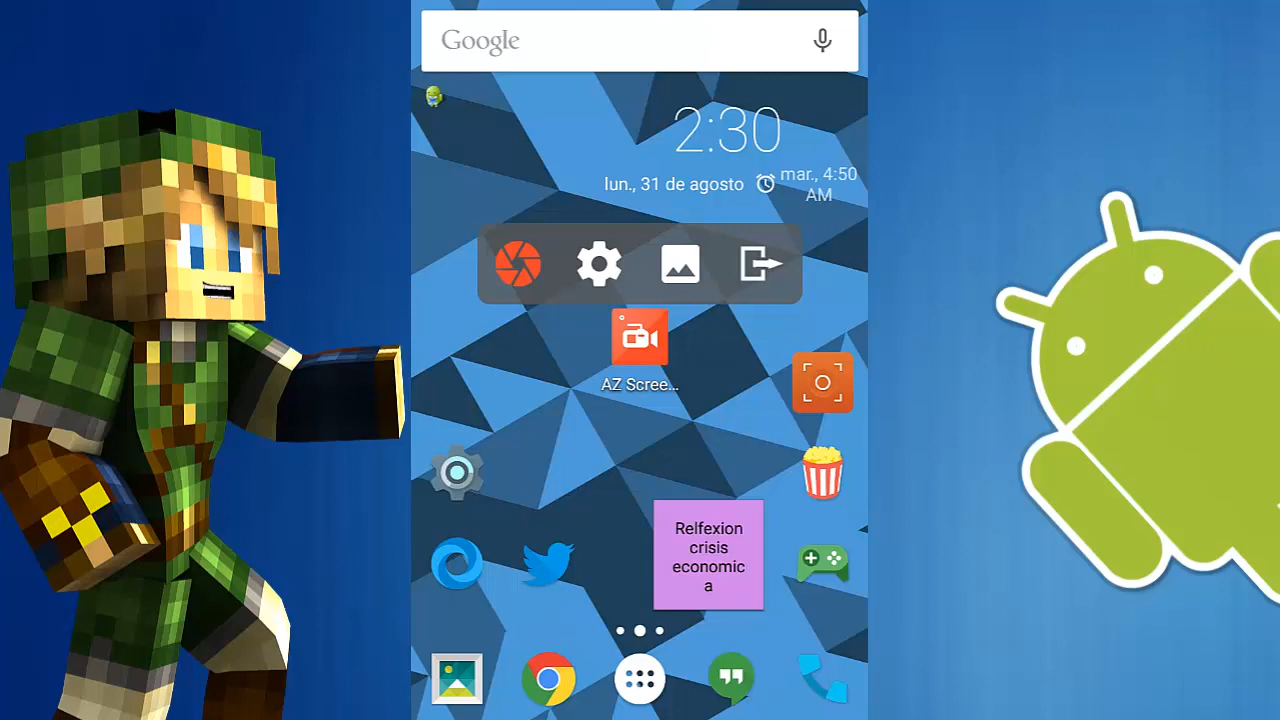 Google
2:30
lun., 31 de agosto
mar., 4:50
AM
AZ Scree...
Relfexion
crisis
economic
a